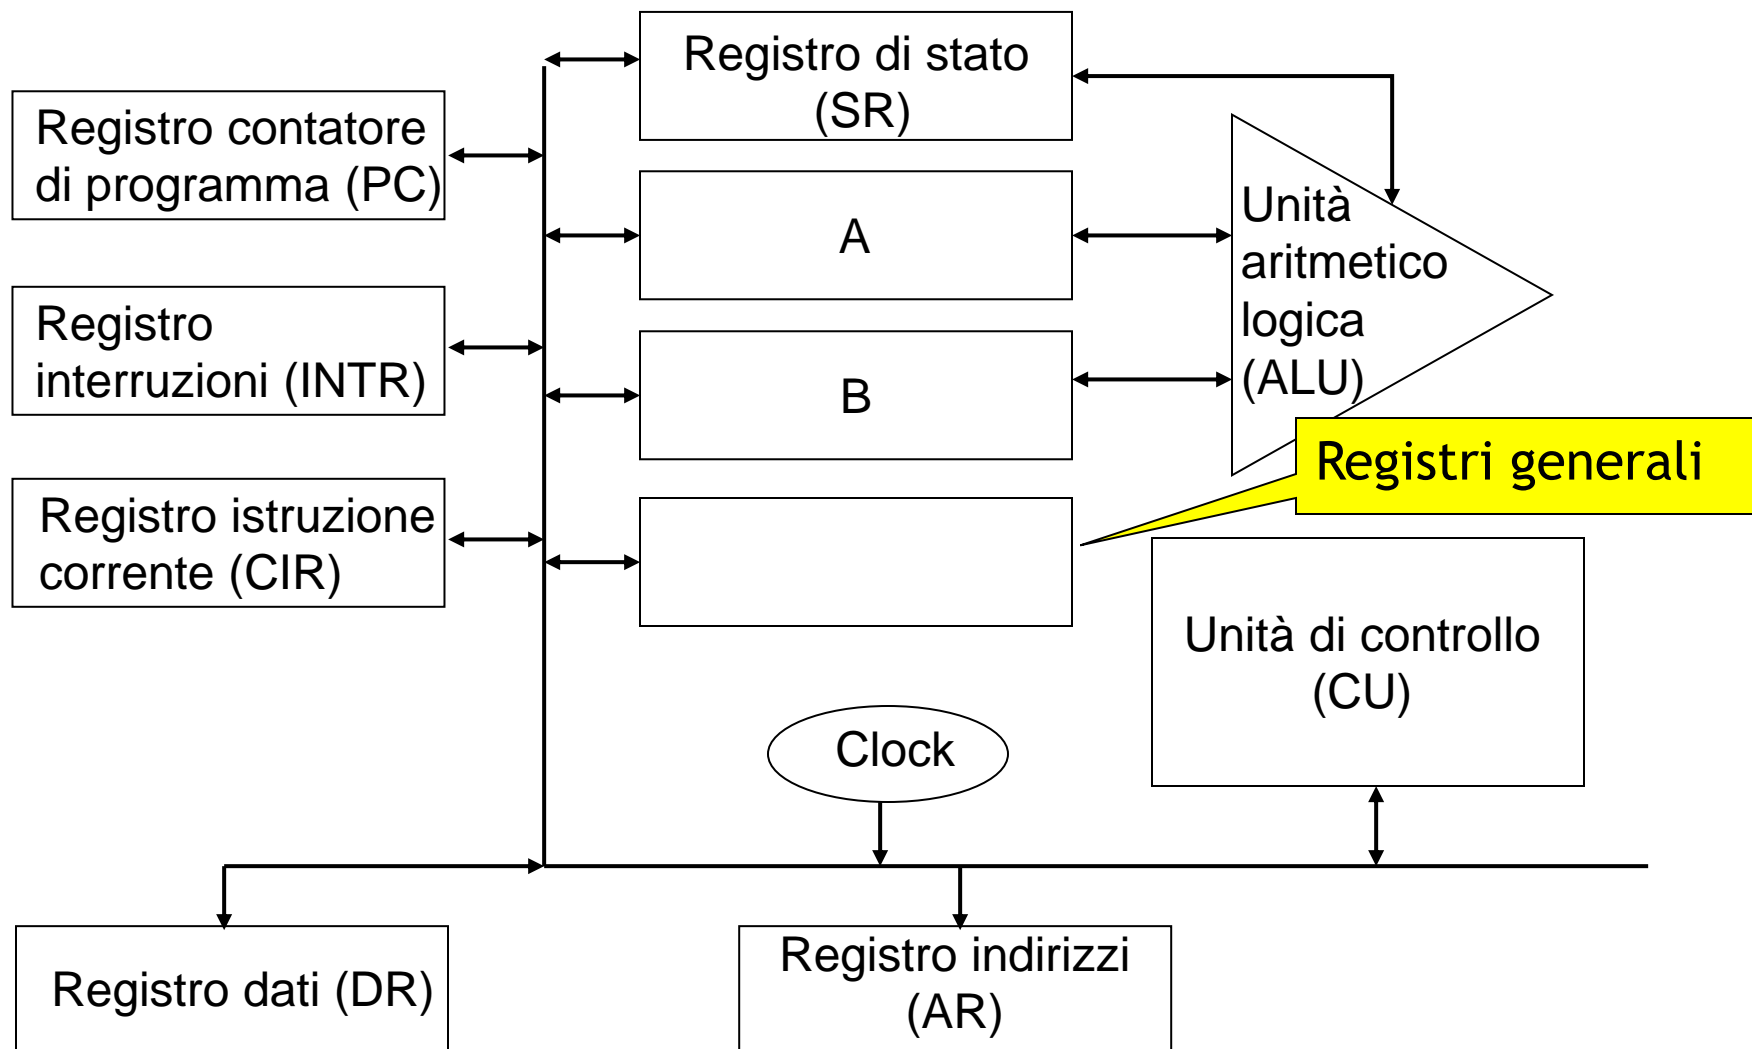 Registro di stato
(SR)
Registro contatore
di programma (PC)
A
Unità
aritmetico
logica
(ALU)
Registro
interruzioni (INTR)
B
Registri generali
Registro istruzione
corrente (CIR)
Unità di controllo
(CU)
Clock
Registro dati (DR)
Registro indirizzi
(AR)